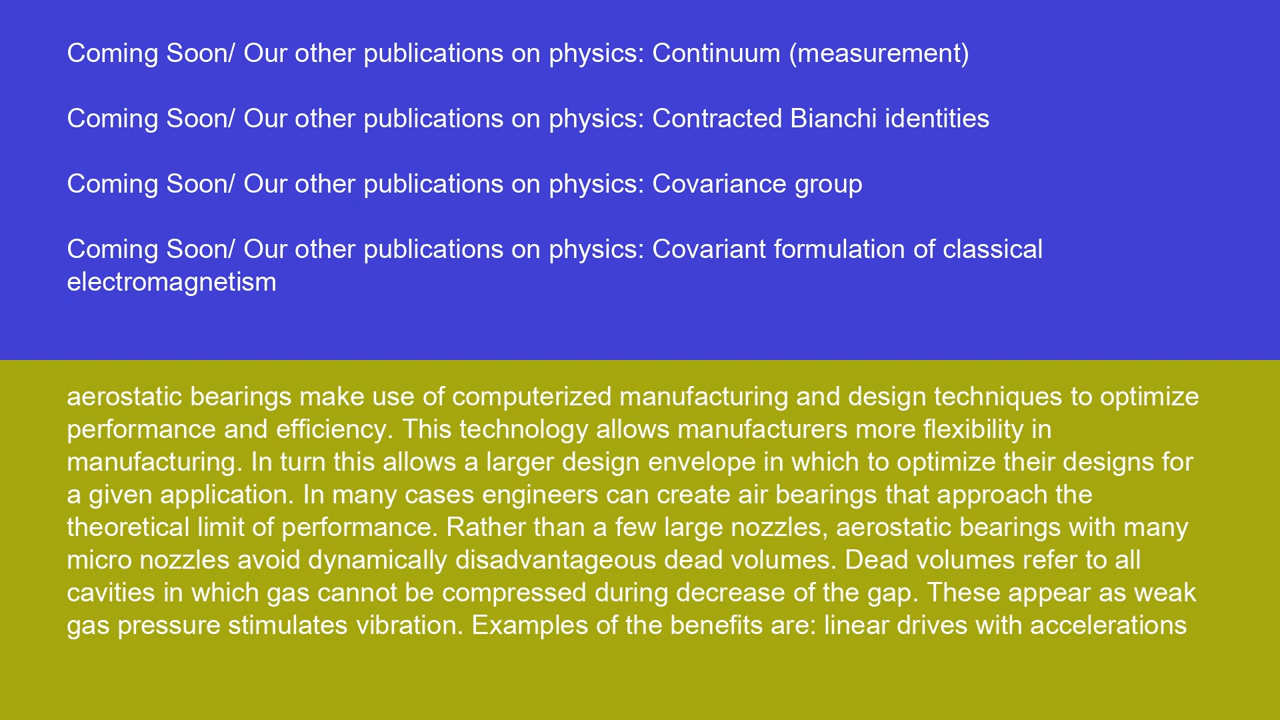 Coming Soon/ Our other publications on physics: Continuum (measurement)
Coming Soon/ Our other publications on physics: Contracted Bianchi identities
Coming Soon/ Our other publications on physics: Covariance group
Coming Soon/ Our other publications on physics: Covariant formulation of classical
electromagnetism
aerostatic bearings make use of computerized manufacturing and design techniques to optimize
performance and efficiency. This technology allows manufacturers more flexibility in
manufacturing. In turn this allows a larger design envelope in which to optimize their designs for
a given application. In many cases engineers can create air bearings that approach the
theoretical limit of performance. Rather than a few large nozzles, aerostatic bearings with many
micro nozzles avoid dynamically disadvantageous dead volumes. Dead volumes refer to all
cavities in which gas cannot be compressed during decrease of the gap. These appear as weak
gas pressure stimulates vibration. Examples of the benefits are: linear drives with accelerations